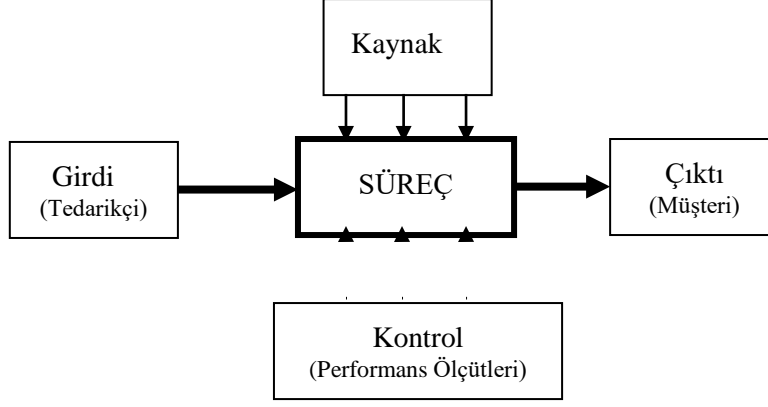 Kaynak
Girdi
(Tedarikçi)
SÜREÇ
Çıktı
(Müşteri)
Kontrol
(Performans Ölçütleri)